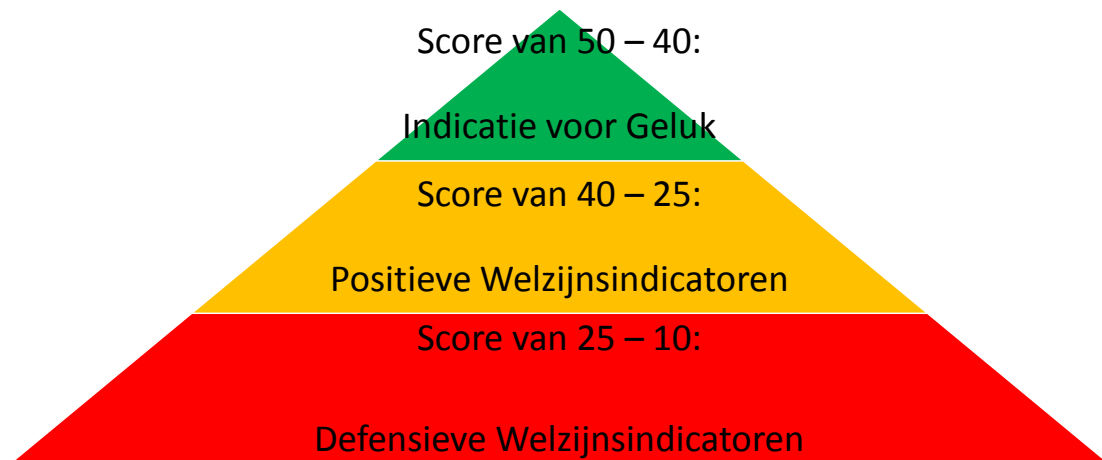 Score van 50 – 40:
Indicatie voor Geluk
Score van 40 – 25:
Positieve Welzijnsindicatoren
Score van 25 – 10:
Defensieve Welzijnsindicatoren